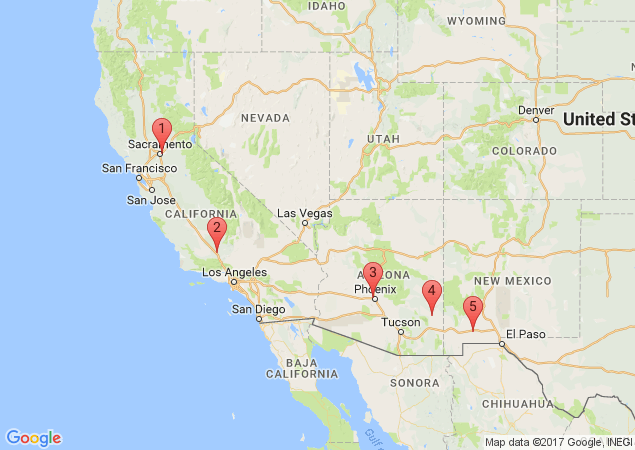 IDAHO
WYOMING
1
Sacramento
San Francisco
San Jose
CALIFORNIA
NEVADA
UTAH
Denver
United St
COLORADO
2
Las Vegas
Los Angeles
San Diego
3
ARIZONA
Phoenix
4
NEW MEXICO
5
Tucson
El Paso
BAJA
CALIFORNIA
SONORA
CHIHUAHUA
Gulf of
Google
Map data ©2017 Google, INEGI